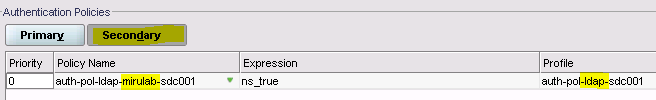 Authentication Policies
Primary Secondary
Priority Policy Name Expression Profile
0 auth-pol-ldap-mirulab-sdc001 ns_true auth-pol-ldap-sdc001